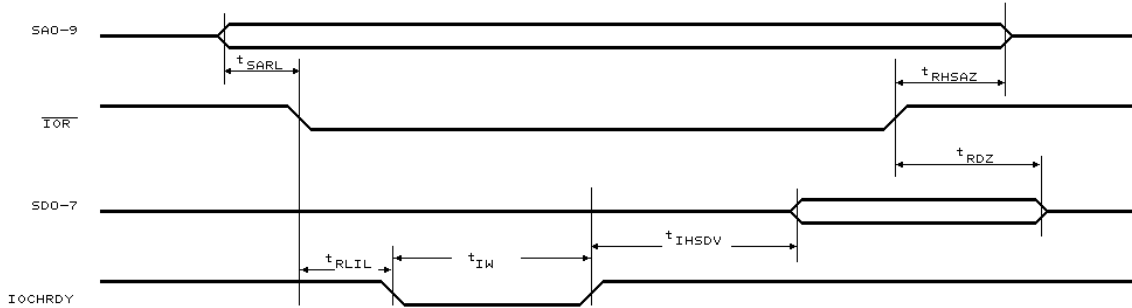 SA0-9
tSARL
tRHSAZ
IOR
tRDZ
SD0-7
tIHSDV
tRLIL
tIW
IOCHRDY